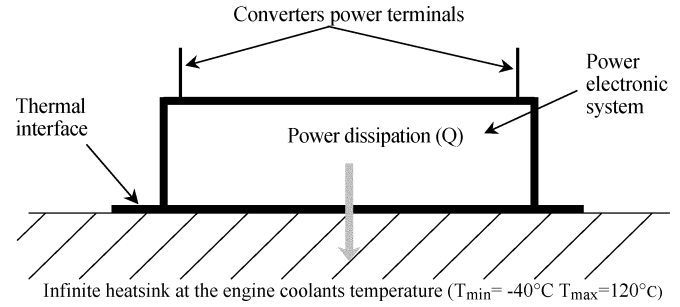 Converters power terminals
Power
electronic
system
Thermal
interface
Power dissipation (Q)
Infinite heatsink at the engine coolants temperature (Tmin= -40°C Tmax=120°C)